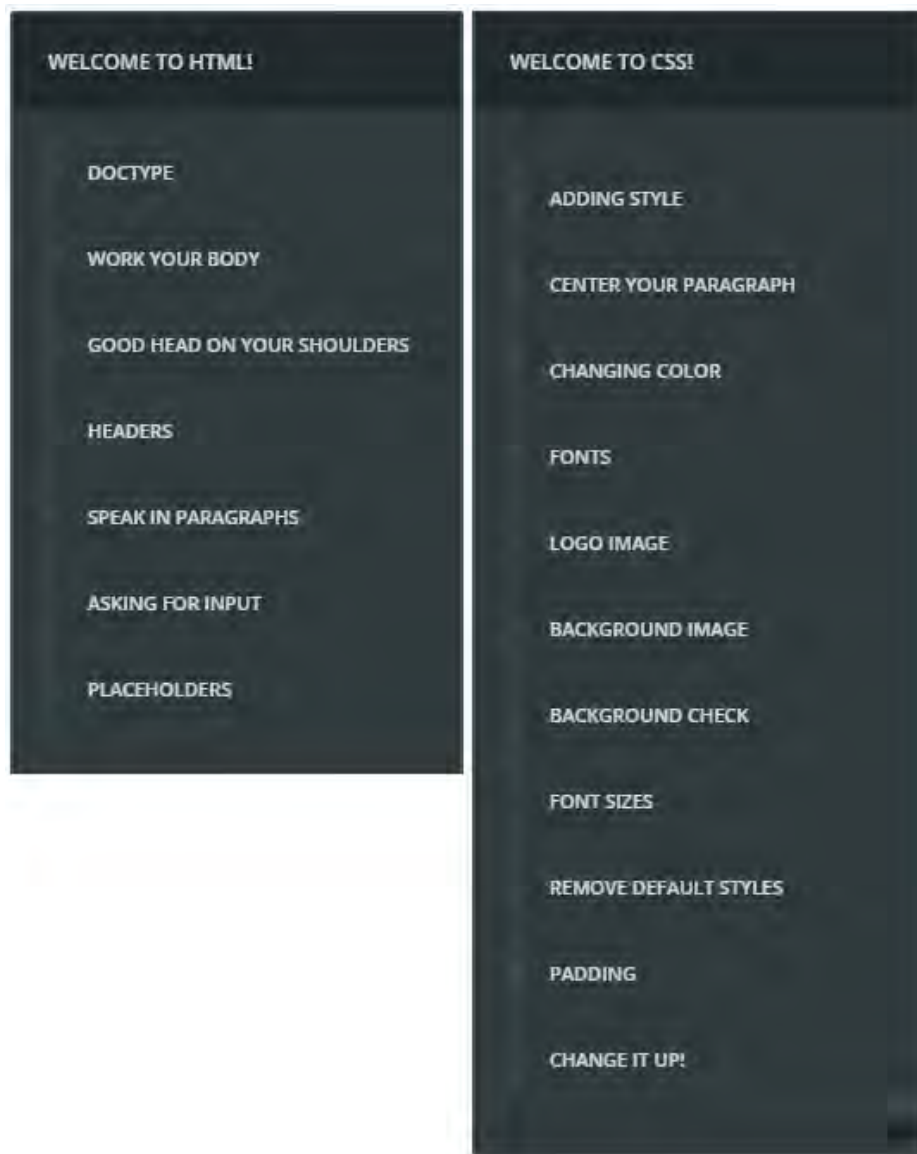 WELCOME TO HTML!
DOCTYPE
WORK YOUR BODY
GOOD HEAD ON YOUR SHOULDERS
HEADERS
SPEAK IN PARAGRAPHS
ASKING FOR INPUT
PLACEHOLDERS
WELCOME TO CSS!
ADDING STYLE
CENTER YOUR PARAGRAPH
CHANGING COLOR
FONTS
LOGO IMAGE
BACKGROUND IMAGE
BACKGROUND CHECK
FONT SIZES
REMOVE DEFAULT STYLES
PADDING
CHANGE IT UP!